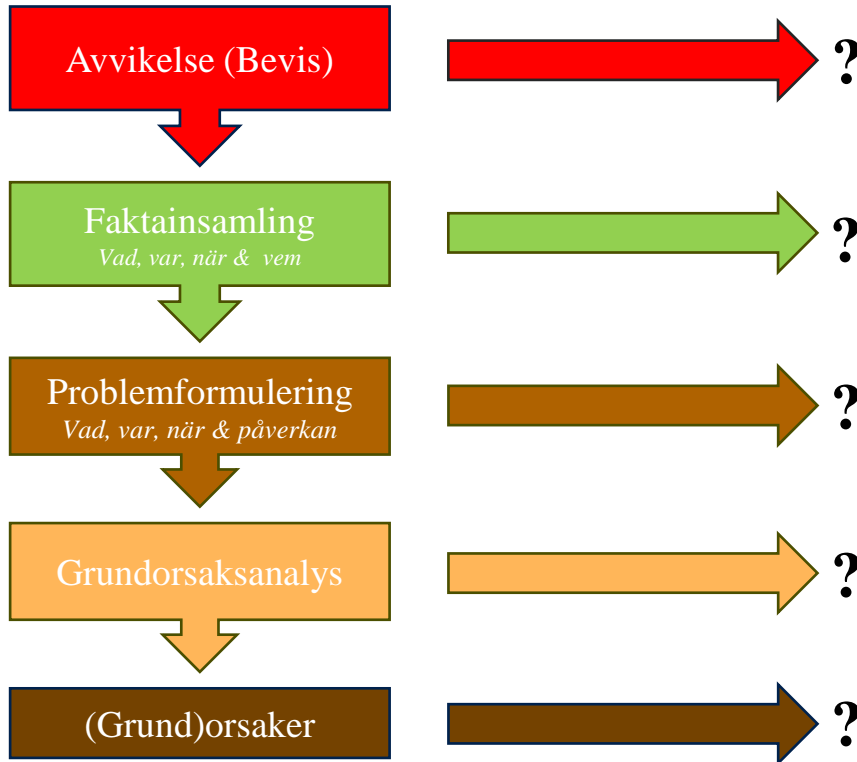 Avvikelse (Bevis)
?
Faktainsamling
Vad, var, när & vem
?
Problemformulering
Vad, var, när & påverkan
?
Grundorsaksanalys
?
(Grund)orsaker
?